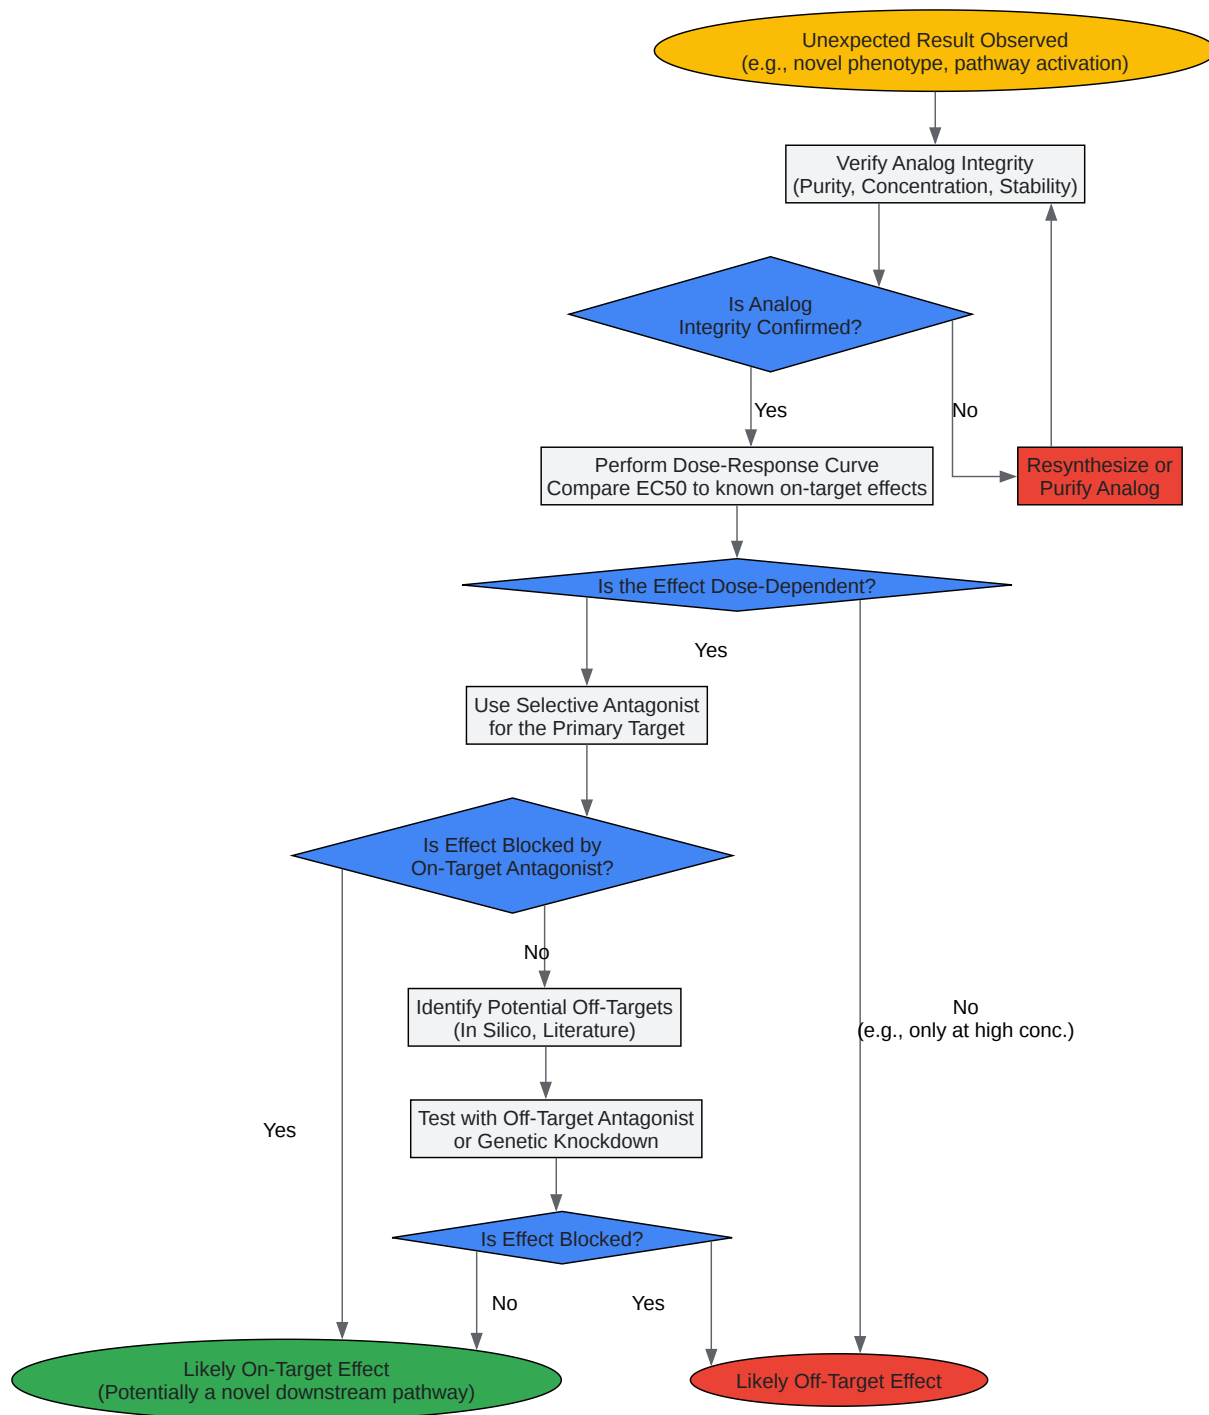 Unexpected Result Observed
(e.g., novel phenotype, pathway activation)
Verify Analog Integrity
(Purity, Concentration, Stability)
Is Analog
Integrity Confirmed?
Yes
No
Perform Dose-Response Curve
Compare EC50 to known on-target effects
Resynthesize or
Purify Analog
Is the Effect Dose-Dependent?
Yes
Use Selective Antagonist
for the Primary Target
Is Effect Blocked by
On-Target Antagonist?
No
Identify Potential Off-Targets
(In Silico, Literature)
No
(e.g., only at high conc.)
Test with Off-Target Antagonist
or Genetic Knockdown
Yes
Is Effect Blocked?
No
Yes
Likely On-Target Effect
(Potentially a novel downstream pathway)
Likely Off-Target Effect